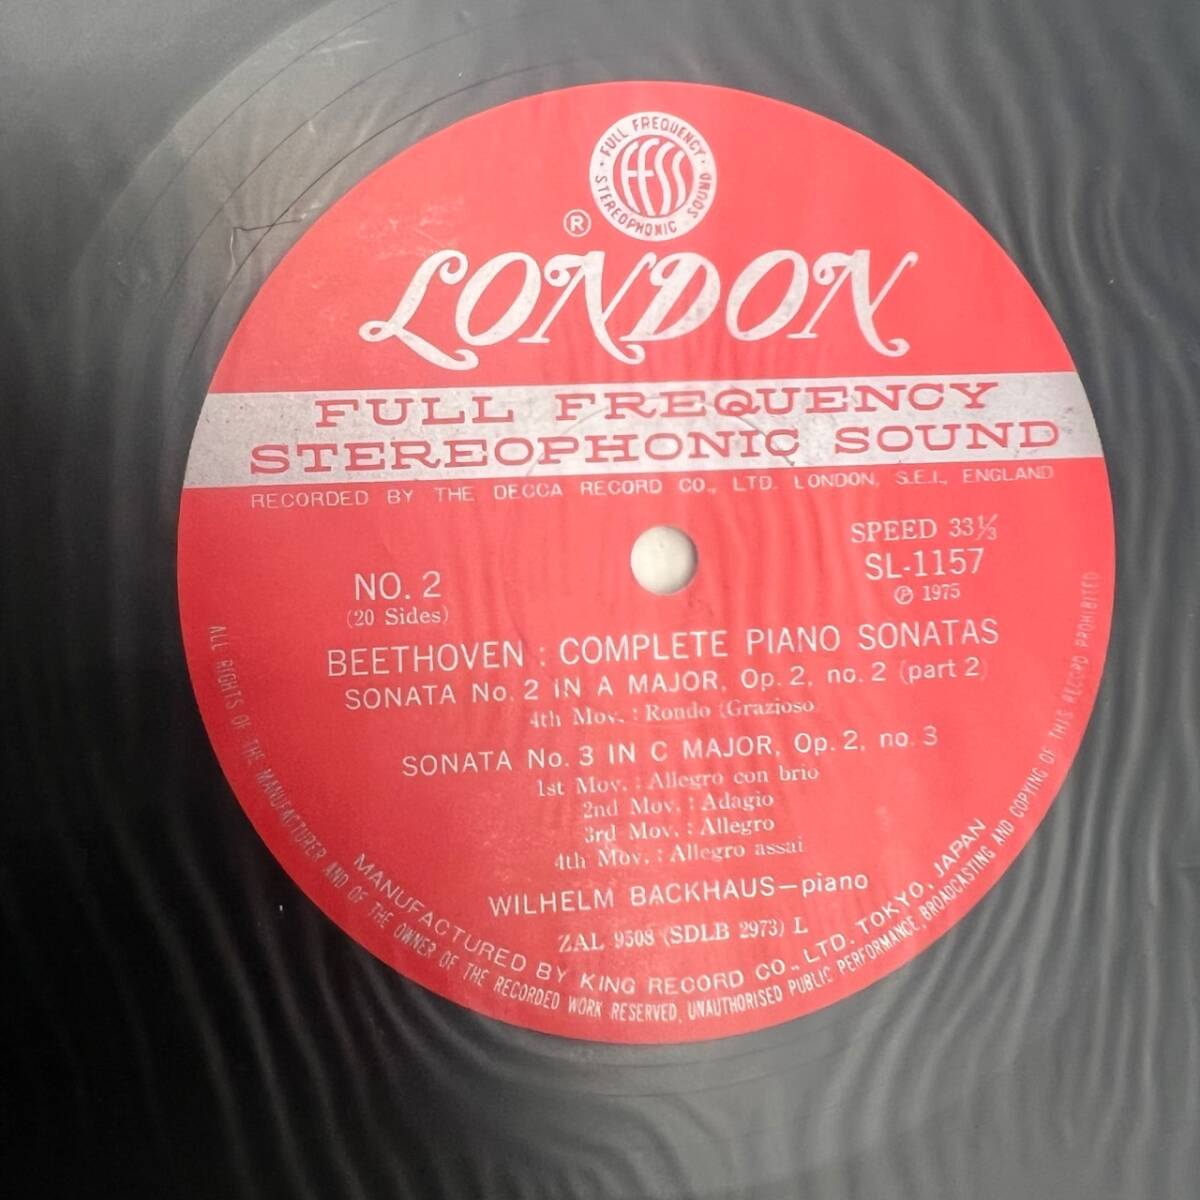 FULL FREQUENCY
STEREOPHONIC SOUND
FFSS
®
LONDON
FULL FREQUENCY
STEREOPHONIC SOUND
RECORDED BY THE DECCA RECORD CO., LTD. LONDON, S.E.I., ENGLAND
SPEED 33⅓
SL-1157
℗ 1975
NO. 2
(20 Sides)
BEETHOVEN : COMPLETE PIANO SONATAS
SONATA No. 2 IN A MAJOR, Op. 2, no. 2 (part 2)
4th Mov. : Rondo (Grazioso)
SONATA No. 3 IN C MAJOR, Op. 2, no. 3
1st Mov. : Allegro con brio
2nd Mov. : Adagio
3rd Mov. : Allegro
4th Mov. : Allegro assai
WILHELM BACKHAUS—piano
ZAL 9508 (SDLB 2973) L
MANUFACTURED BY KING RECORD CO., LTD. TOKYO, JAPAN
ALL RIGHTS OF THE MANUFACTURER AND OF THE OWNER OF THE RECORDED WORK RESERVED, UNAUTHORISED PUBLIC PERFORMANCE, BROADCASTING AND COPYING OF THIS RECORD PROHIBITED